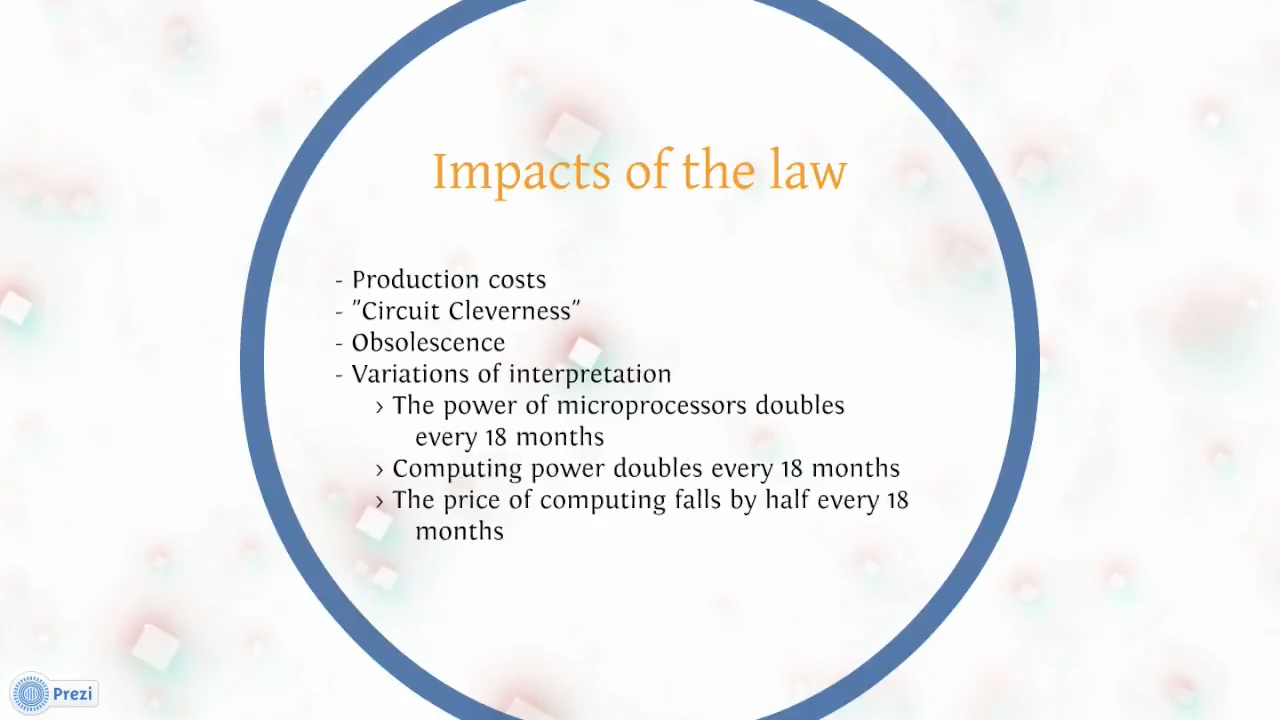 Impacts of the law
- Production costs
- "Circuit Cleverness"
- Obsolescence
- Variations of interpretation
› The power of microprocessors doubles
every 18 months
› Computing power doubles every 18 months
› The price of computing falls by half every 18
months
Prezi